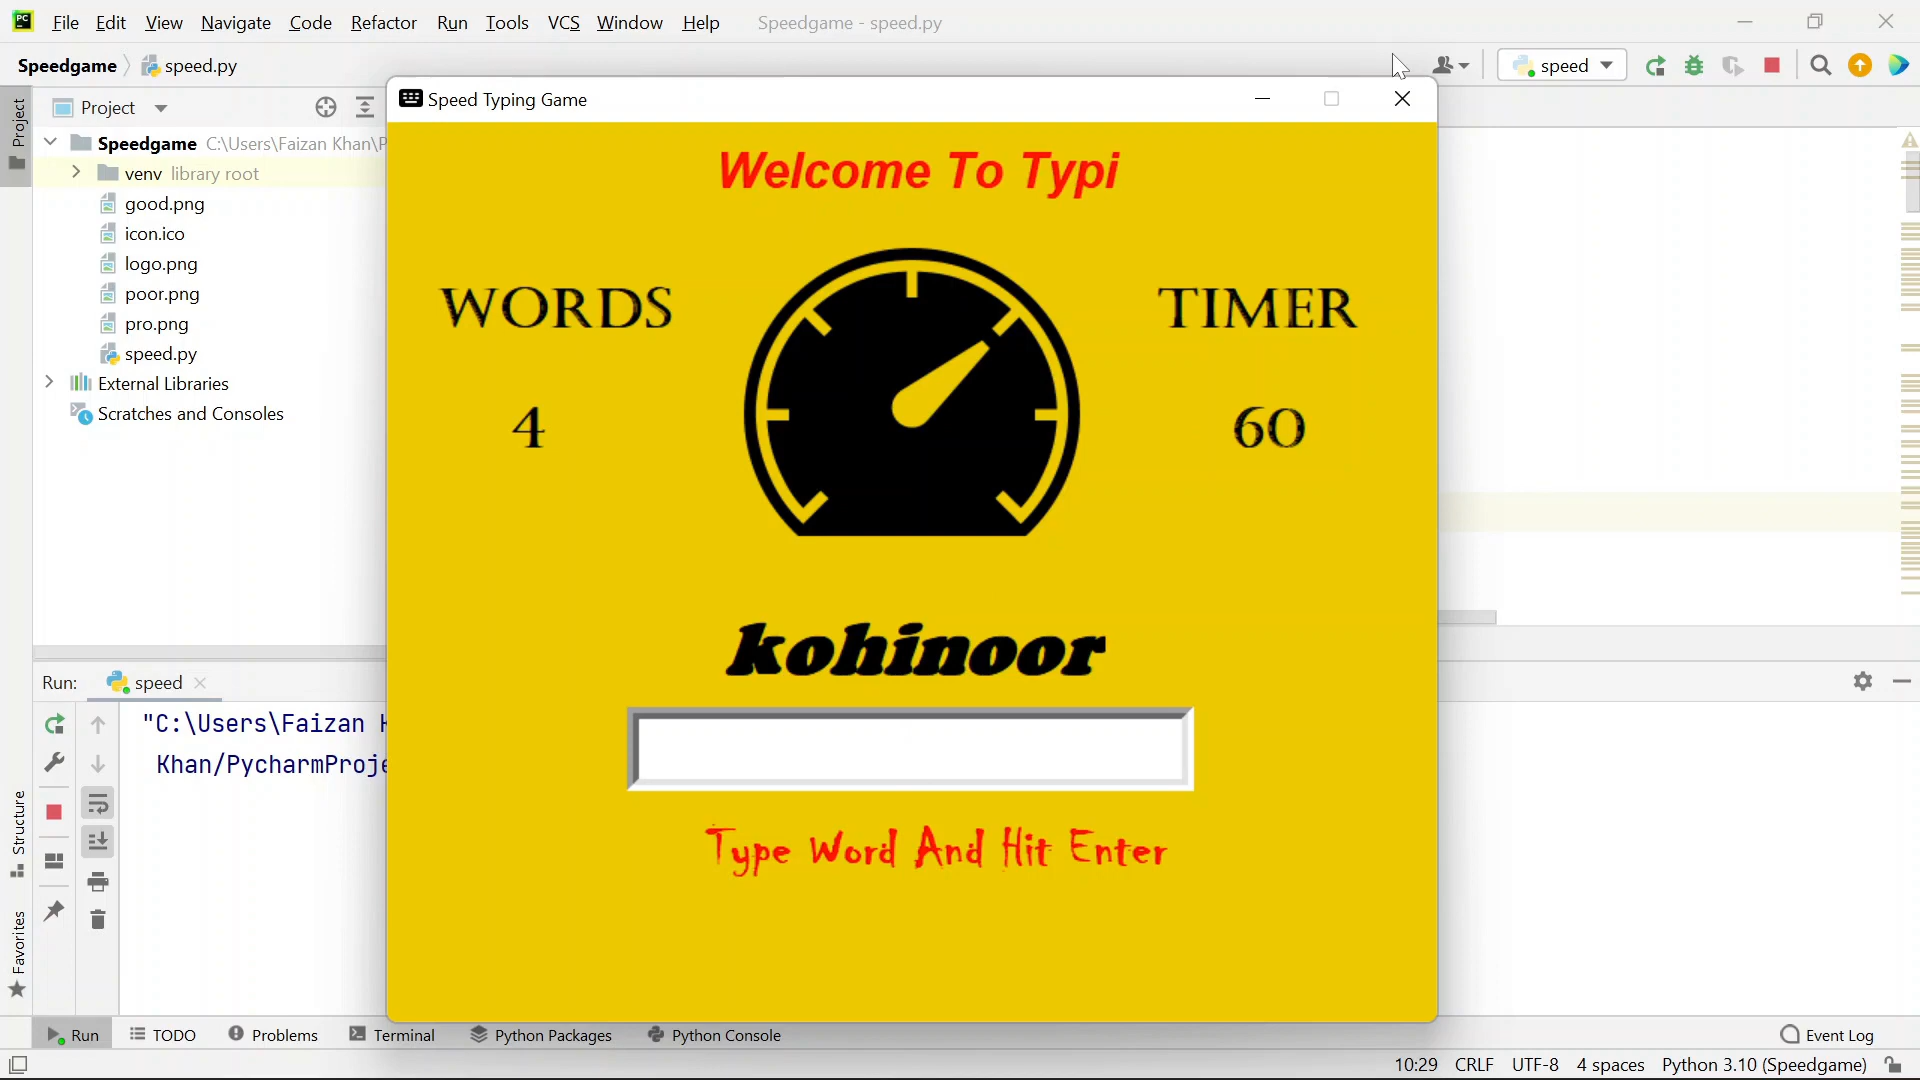 File Edit View Navigate Code Refactor Run Tools VCS Window Help Speedgame - speed.py
Speedgame speed.py speed
Speed Typing Game
Project
Project
Speedgame C:\Users\Faizan Khan\P
venv library root
good.png
icon.ico
logo.png
poor.png
pro.png
speed.py
External Libraries
Scratches and Consoles
Welcome To Typi
WORDS
TIMER
4
60
kohinoor
Type Word And Hit Enter
Run: speed
"C:\Users\Faizan
Khan/PycharmProje
Structure
Favorites
Run TODO Problems Terminal Python Packages Python Console Event Log
10:29 CRLF UTF-8 4 spaces Python 3.10 (Speedgame)